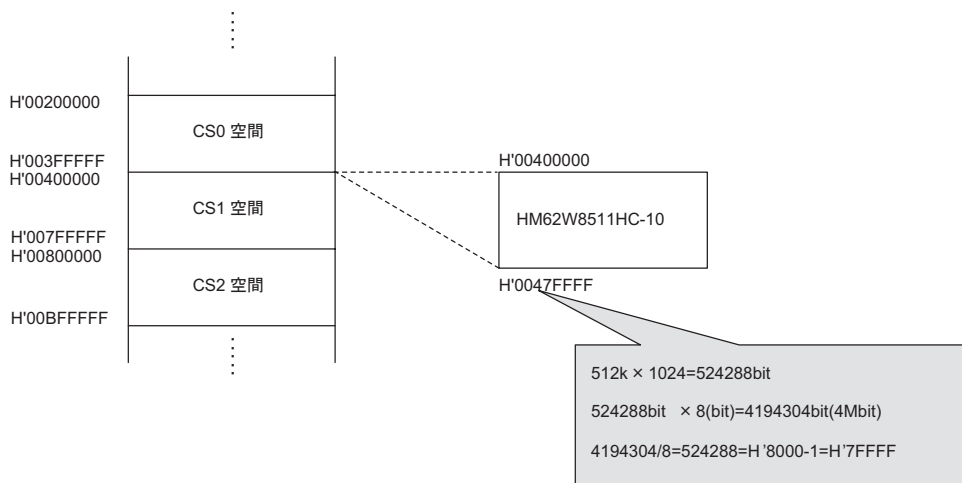 H'00200000
CS0 空間
H'003FFFFF
H'00400000
CS1 空間
H'007FFFFF
H'00800000
CS2 空間
H'00BFFFFF
H'00400000
HM62W8511HC-10
H'0047FFFF
512k × 1024=524288bit
524288bit × 8(bit)=4194304bit(4Mbit)
4194304/8=524288=H'8000-1=H'7FFFF